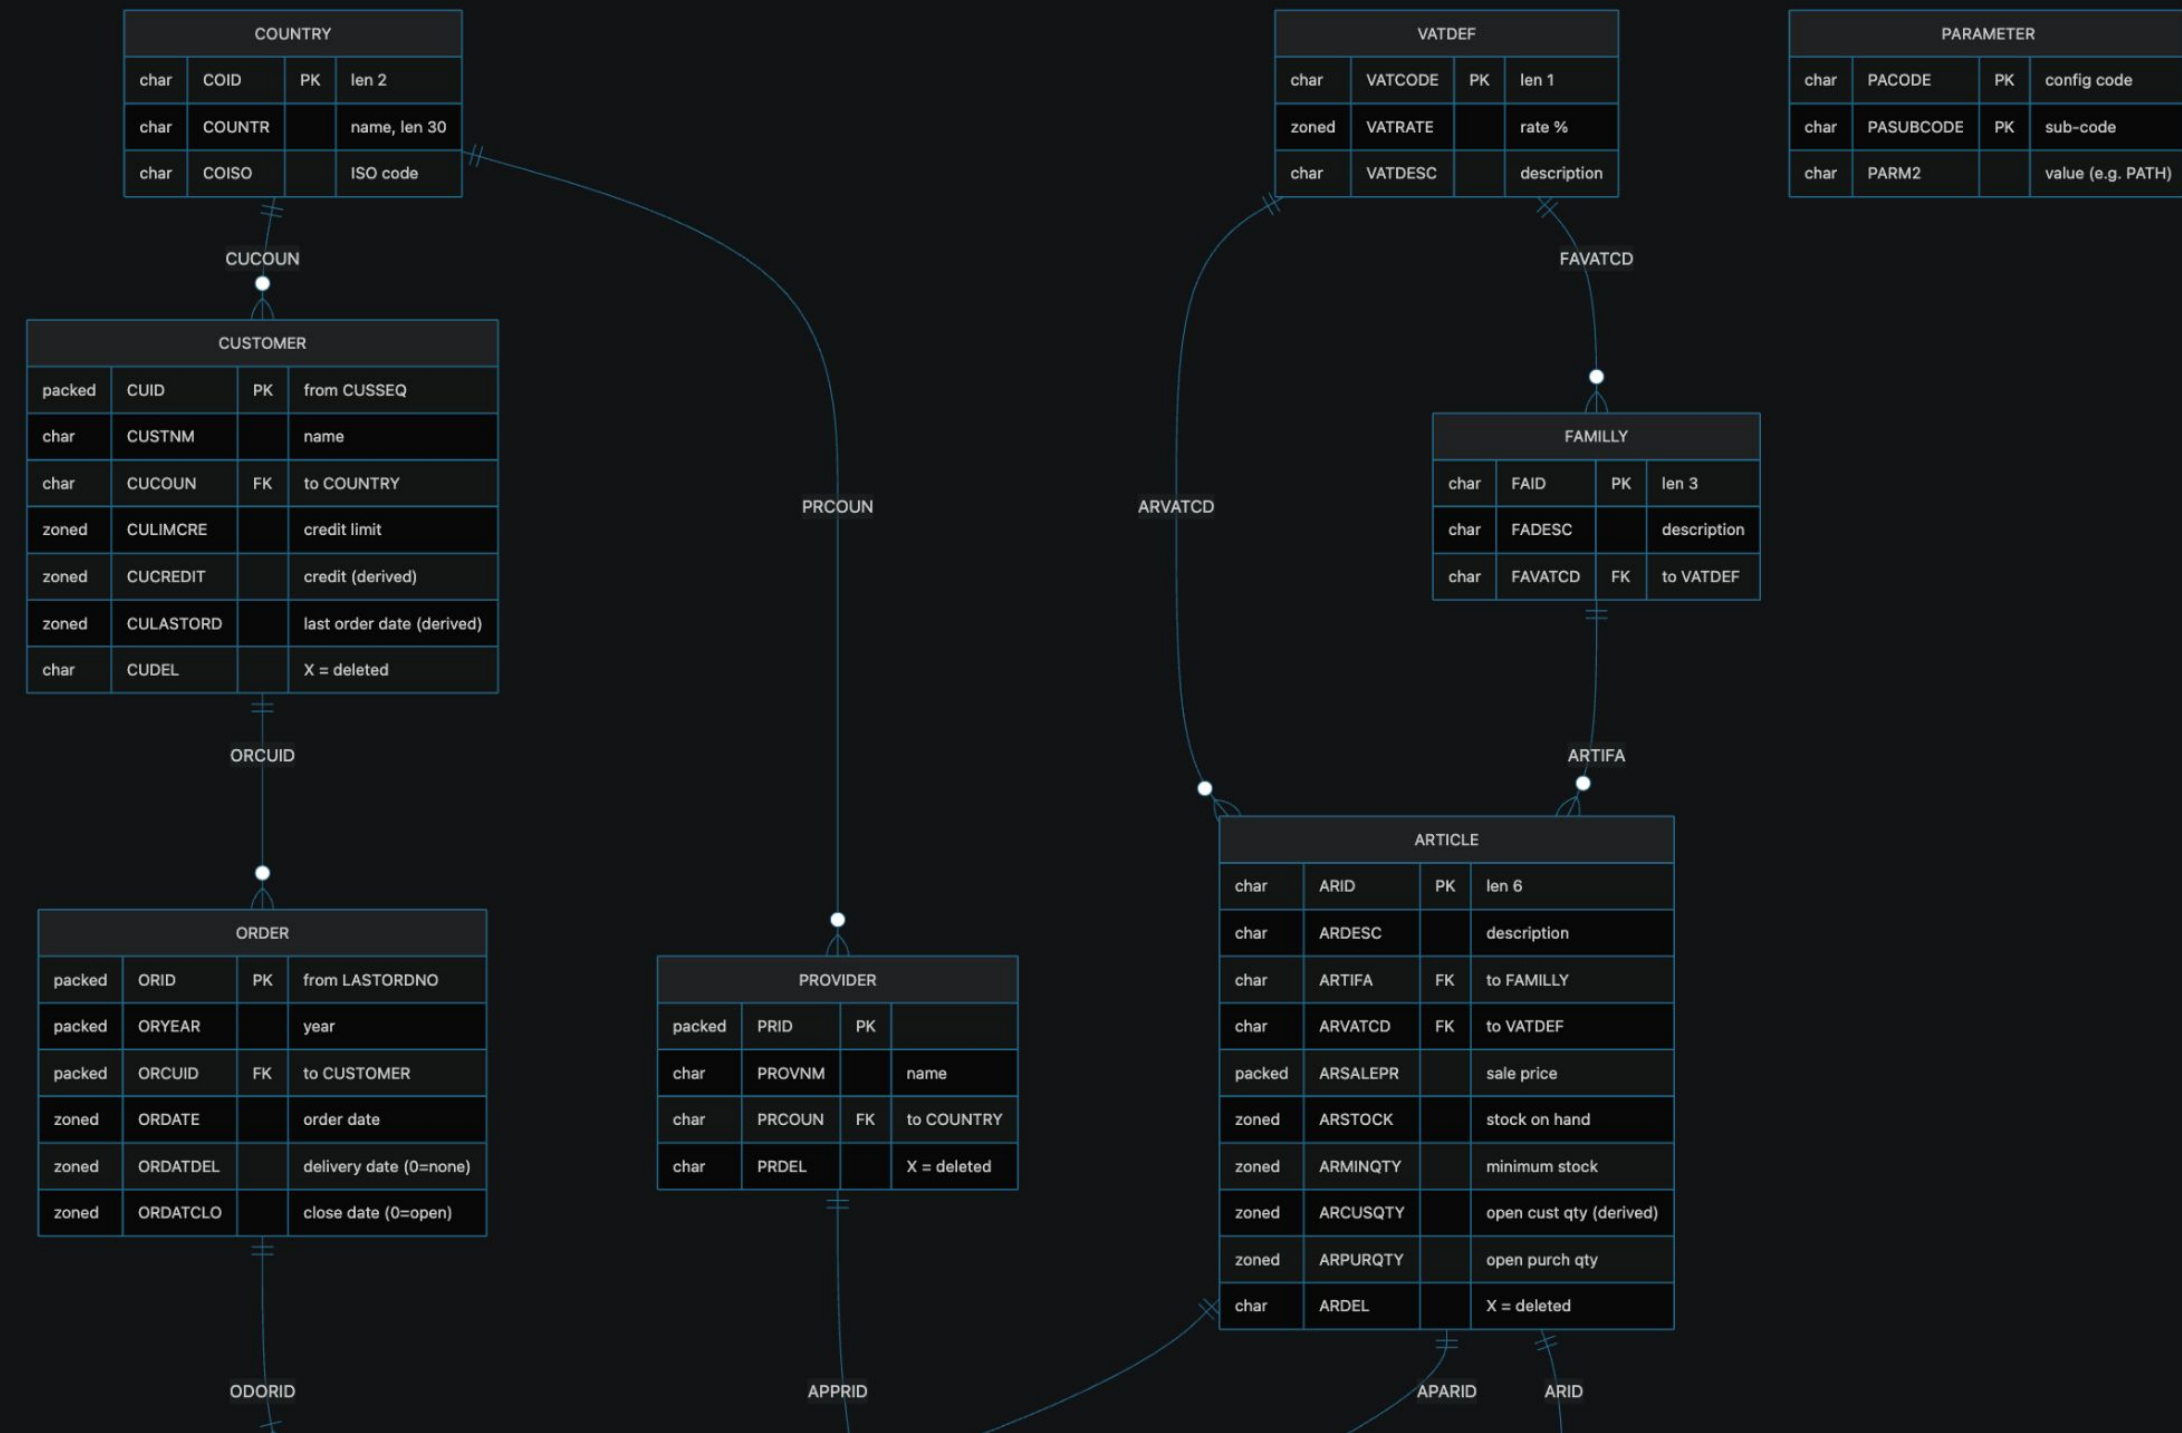 COUNTRY
char COID PK len 2
char COUNTR name, len 30
char COISO ISO code
VATDEF
char VATCODE PK len 1
zoned VATRATE rate %
char VATDESC description
PARAMETER
char PACODE PK config code
char PASUBCODE PK sub-code
char PARM2 value (e.g. PATH)
CUCOUN
FAVATCD
CUSTOMER
packed CUID PK from CUSSEQ
char CUSTNM name
char CUCOUN FK to COUNTRY
zoned CULIMCRE credit limit
zoned CUCREDIT credit (derived)
zoned CULASTORD last order date (derived)
char CUDEL X = deleted
PRCOUN
ARVATCD
FAMILLY
char FAID PK len 3
char FADESC description
char FAVATCD FK to VATDEF
ORCUID
ARTIFA
ORDER
packed ORID PK from LASTORDNO
packed ORYEAR year
packed ORCUID FK to CUSTOMER
zoned ORDATE order date
zoned ORDATDEL delivery date (0=none)
zoned ORDATCLO close date (0=open)
PROVIDER
packed PRID PK
char PROVNM name
char PRCOUN FK to COUNTRY
char PRDEL X = deleted
ARTICLE
char ARID PK len 6
char ARDESC description
char ARTIFA FK to FAMILLY
char ARVATCD FK to VATDEF
packed ARSALEPR sale price
zoned ARSTOCK stock on hand
zoned ARMINQTY minimum stock
zoned ARCUSQTY open cust qty (derived)
zoned ARPURQTY open purch qty
char ARDEL X = deleted
ODORID
APPRID
APARID
ARID